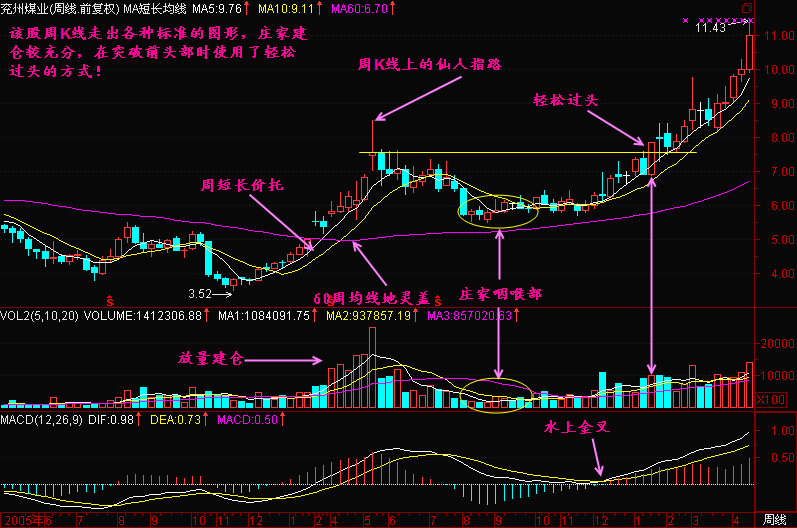 兖州煤业(周线.前复权) MA短长均线 MA5:9.76↑ MA10:9.11↑ MA60:6.70↑
该股周K线走出各种标准的图形，庄家建
仓较充分，在突破前头部时使用了轻松
过头的方式！
11.43
周K线上的仙人指路
轻松过头
周短长价托
3.52
60周均线地灵盖
庄家咽喉部
11.00
10.00
9.00
8.00
7.00
6.00
5.00
4.00
Ŝ
Ŝ
Ŝ
VOL2(5,10,20) VOLUME:1412306.88↑ MA1:1084091.75↑ MA2:937857.19↑ MA3:857020.63↑
放量建仓
20000
10000
X100
MACD(12,26,9) DIF:0.98↑ DEA:0.73↑ MACD:0.50↑
水上金叉
1.00
0.50
2005年 6 7 8 9 10 11 12 2 3 4 5 6 7 8 9 10 11 12 1 2 3 4 周线